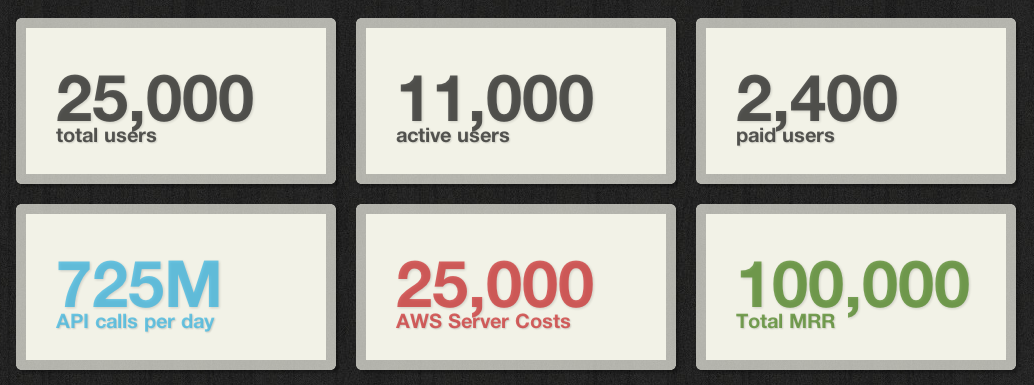 25,000
total users
11,000
active users
2,400
paid users
725M
API calls per day
25,000
AWS Server Costs
100,000
Total MRR